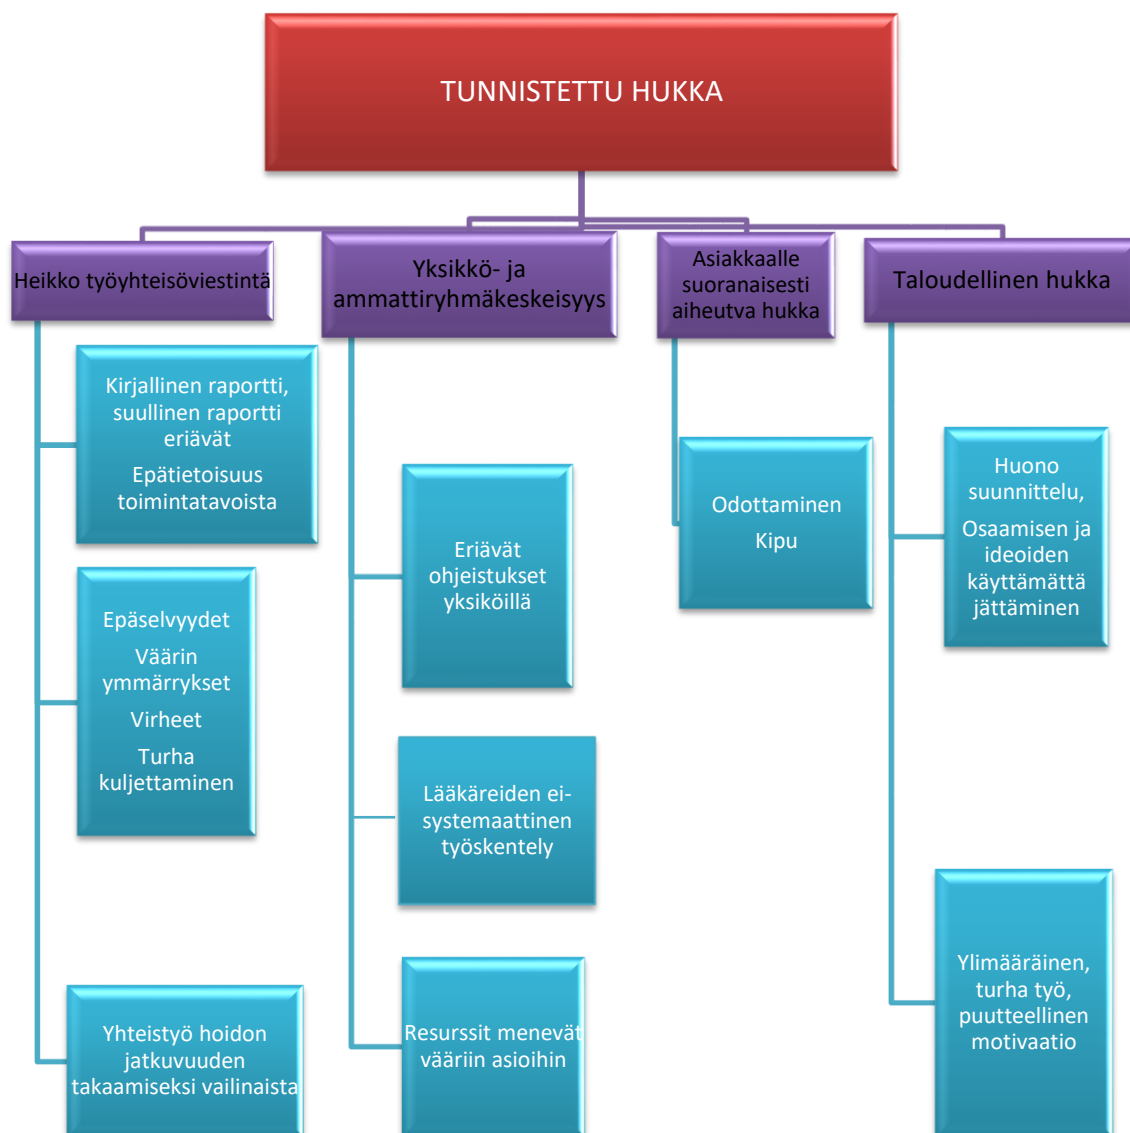 TUNNISTETTU HUKKA
Heikko työyhteisöviestintä
Kirjallinen raportti,
suullinen raportti
eriävät
Epätietoisuus
toimintatavoista
Epäselvyydet
Väärin
ymmärrykset
Virheet
Turha
kuljettaminen
Yhteistyö hoidon
jatkuvuuden
takaamiseksi vailinaista
Yksikkö- ja
ammattiryhmäkeskeisyys
Eriävät
ohjeistukset
yksiköillä
Lääkäreiden ei-
systemaattinen
työskentely
Resurssit menevät
vääriin asioihin
Asiakkaalle
suoranaisesti
aiheutva hukka
Odottaminen
Kipu
Taloudellinen hukka
Huono
suunnittelu,
Osaamisen ja
ideoiden
käyttämättä
jättäminen
Ylimääräinen,
turha työ,
puutteellinen
motivaatio